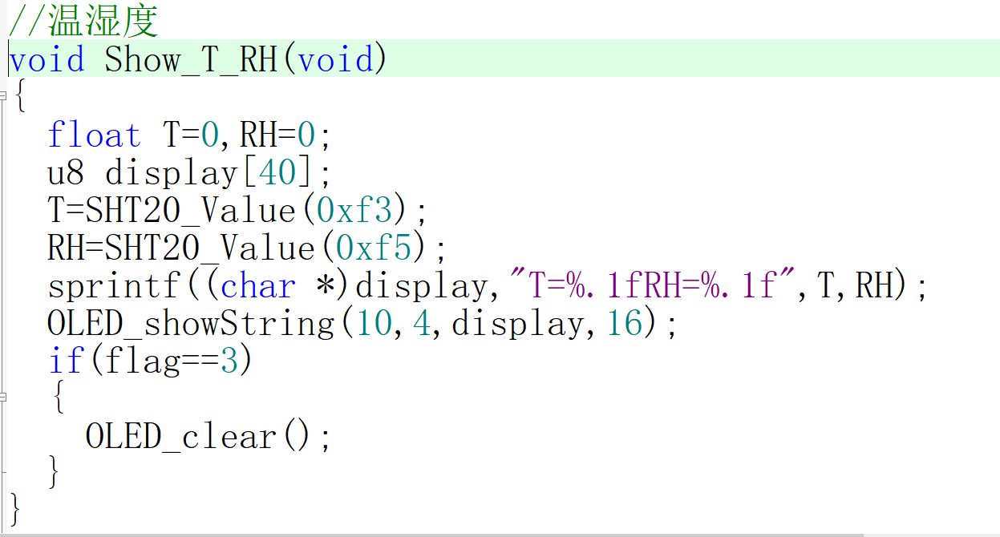 //温湿度
void Show_T_RH(void)
{
  float T=0,RH=0;
  u8 display[40];
  T=SHT20_Value(0xf3);
  RH=SHT20_Value(0xf5);
  sprintf((char *)display,"T=%.1fRH=%.1f",T,RH);
  OLED_showString(10,4,display,16);
  if(flag==3)
  {
    OLED_clear();
  }
}